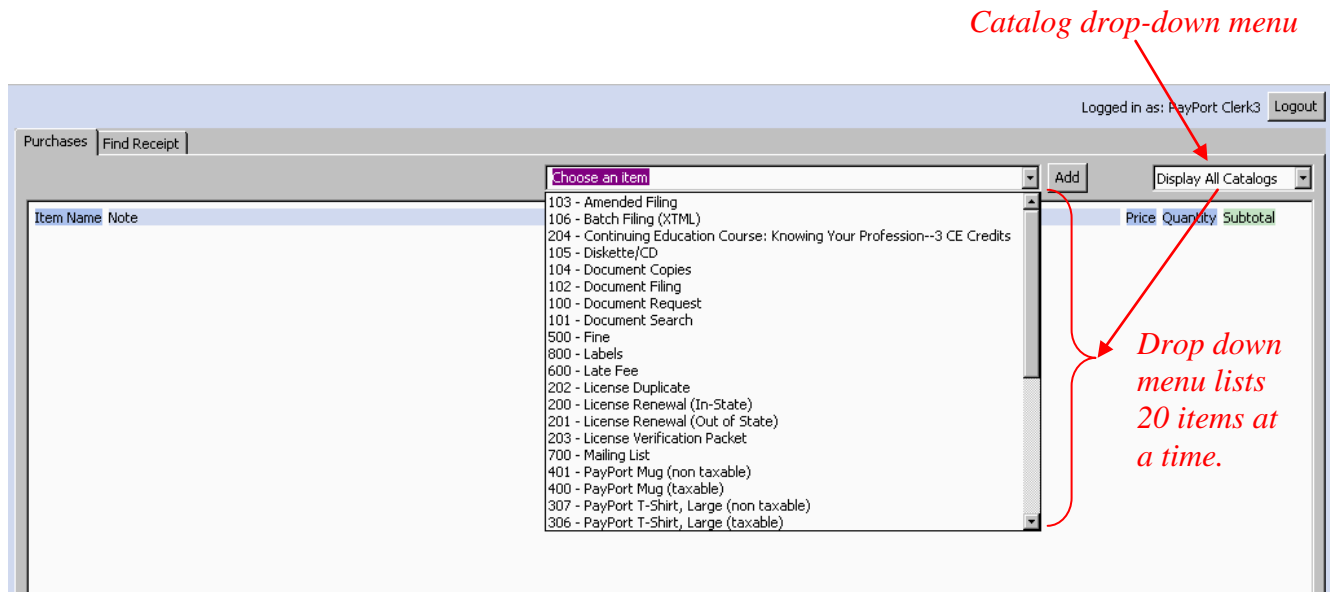 Catalog drop-down menu
Logged in as: PayPort Clerk3 Logout
Purchases Find Receipt
Choose an item Add Display All Catalogs
Item Name Note Price Quantity Subtotal
103 - Amended Filing
106 - Batch Filing (XTML)
204 - Continuing Education Course: Knowing Your Profession--3 CE Credits
105 - Diskette/CD
104 - Document Copies
102 - Document Filing
100 - Document Request
101 - Document Search
500 - Fine
800 - Labels
600 - Late Fee
202 - License Duplicate
200 - License Renewal (In-State)
201 - License Renewal (Out of State)
203 - License Verification Packet
700 - Mailing List
401 - PayPort Mug (non taxable)
400 - PayPort Mug (taxable)
307 - PayPort T-Shirt, Large (non taxable)
306 - PayPort T-Shirt, Large (taxable)
Drop down
menu lists
20 items at
a time.